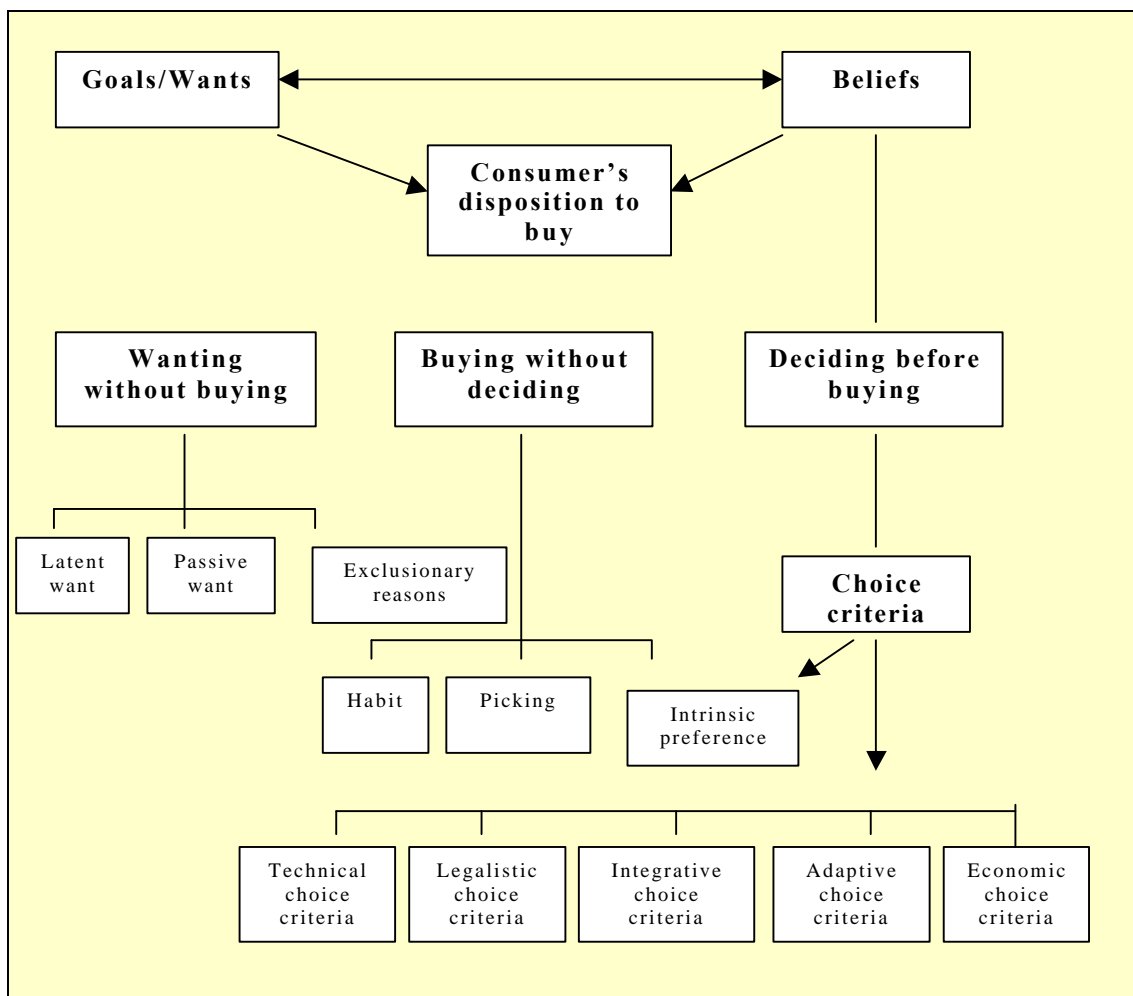 Goals/Wants
Beliefs
Consumer’s
disposition to
buy
Wanting
without buying
Buying without
deciding
Deciding before
buying
Latent
want
Passive
want
Exclusionary
reasons
Choice
criteria
Habit
Picking
Intrinsic
preference
Technical
choice
criteria
Legalistic
choice
criteria
Integrative
choice
criteria
Adaptive
choice
criteria
Economic
choice
criteria